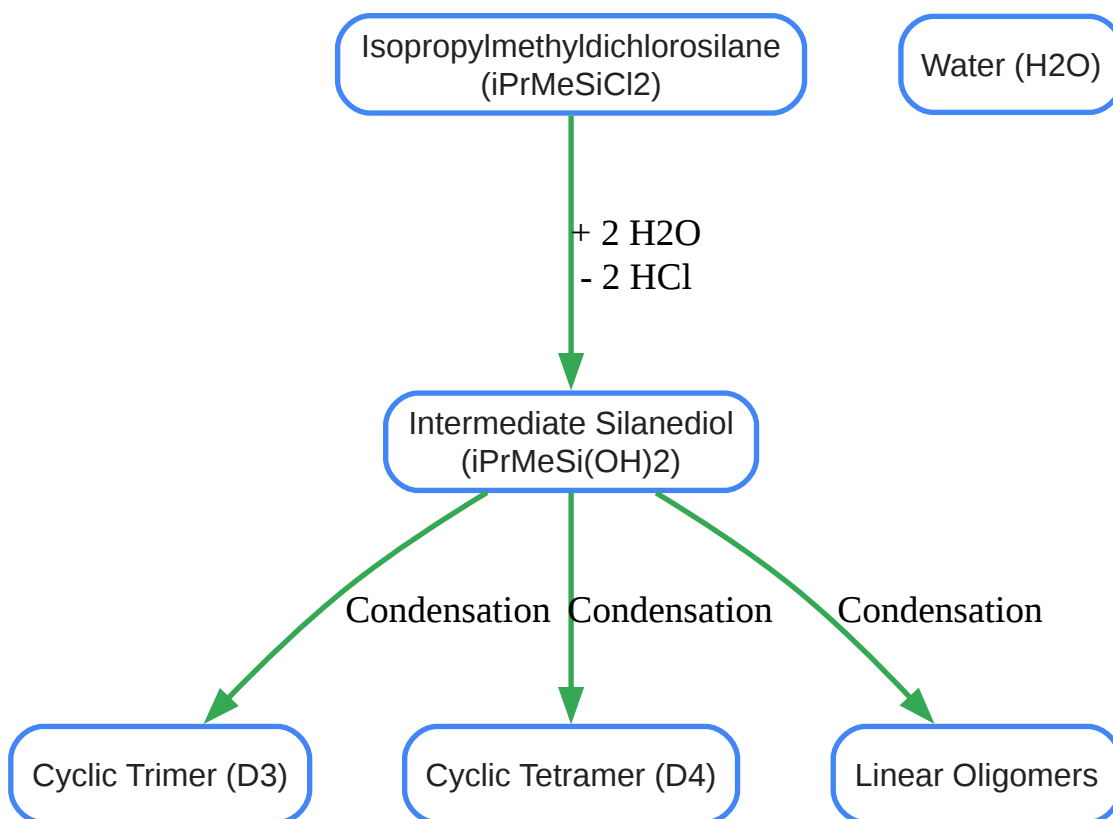 Isopropylmethyldichlorosilane
(iPrMeSiCl2)
Water (H2O)
+ 2 H2O
- 2 HCl
Intermediate Silanediol
(iPrMeSi(OH)2)
Condensation
Condensation
Condensation
Cyclic Trimer (D3)
Cyclic Tetramer (D4)
Linear Oligomers